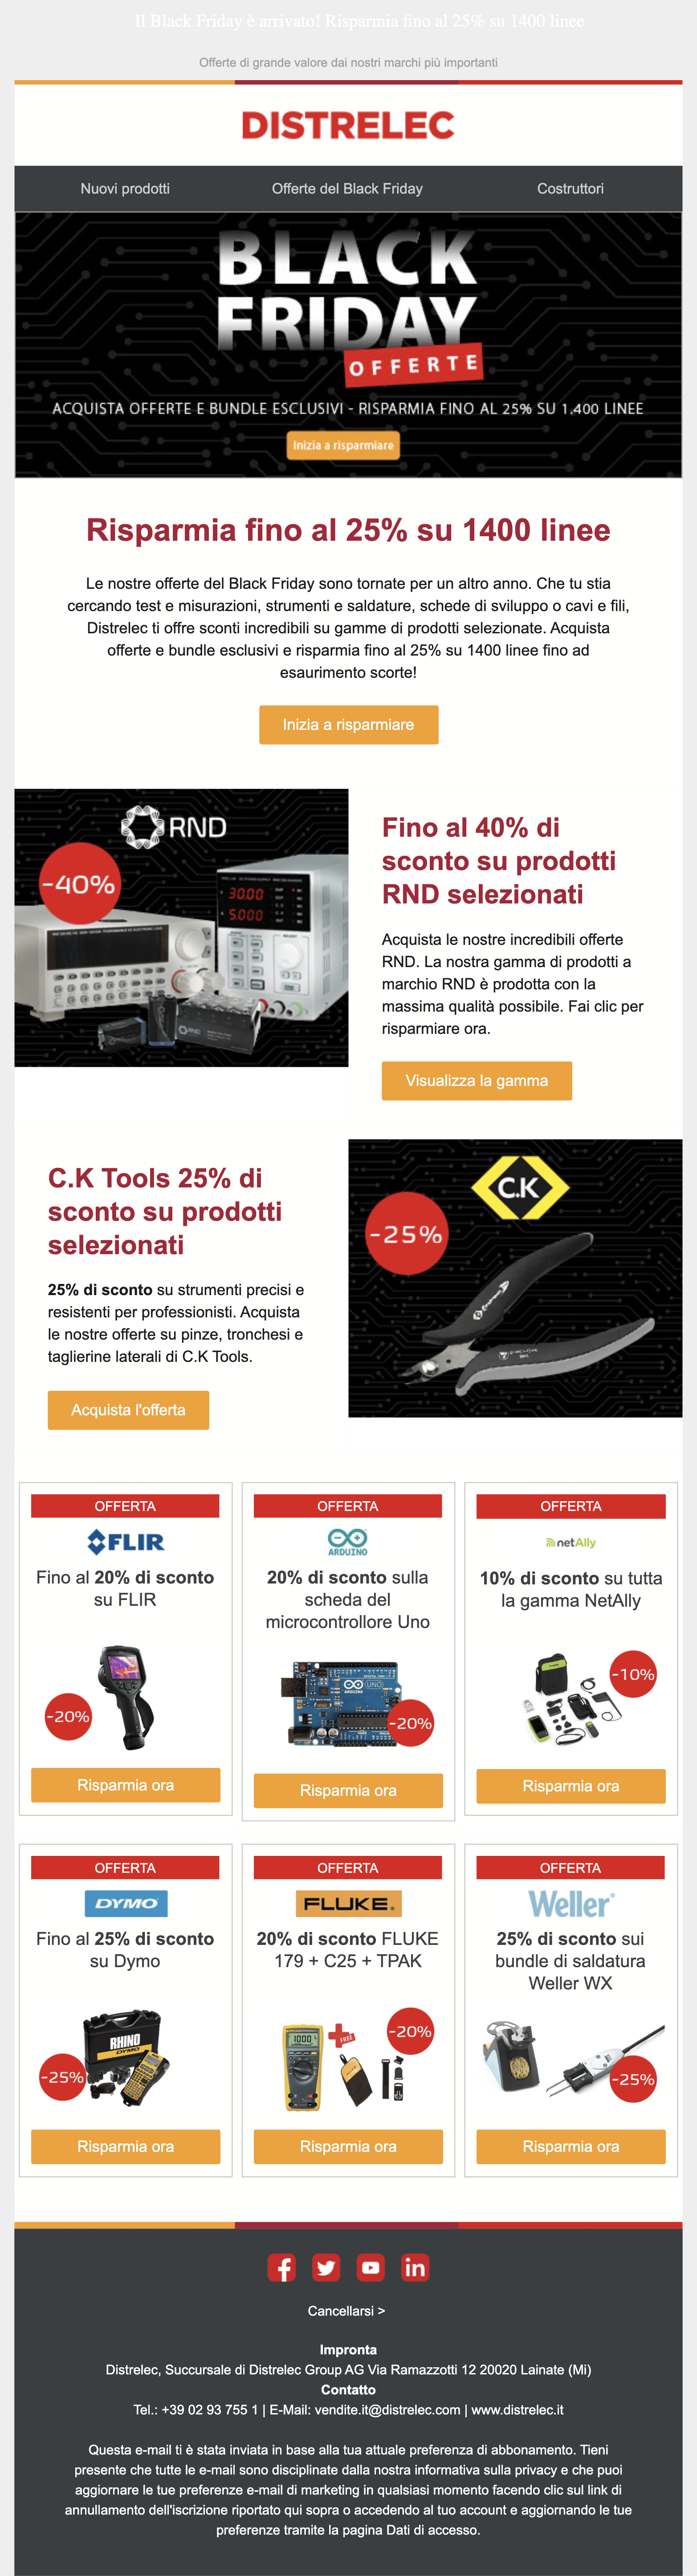 Il Black Friday è arrivato! Risparmia fino al 25% su 1400 linee
Offerte di grande valore dai nostri marchi più importanti
DISTRELEC
Nuovi prodotti
Offerte del Black Friday
Costruttori
BLACK
FRIDAY
OFFERTE
ACQUISTA OFFERTE E BUNDLE ESCLUSIVI - RISPARMIA FINO AL 25% SU 1.400 LINEE
Inizia a risparmiare
Risparmia fino al 25% su 1400 linee
Le nostre offerte del Black Friday sono tornate per un altro anno. Che tu stia
cercando test e misurazioni, strumenti e saldature, schede di sviluppo o cavi e fili,
Distrelec ti offre sconti incredibili su gamme di prodotti selezionate. Acquista
offerte e bundle esclusivi e risparmia fino al 25% su 1400 linee fino ad
esaurimento scorte!
Inizia a risparmiare
RND
-40%
30.00
5.000
RND
Fino al 40% di
sconto su prodotti
RND selezionati
Acquista le nostre incredibili offerte
RND. La nostra gamma di prodotti a
marchio RND è prodotta con la
massima qualità possibile. Fai clic per
risparmiare ora.
Visualizza la gamma
C.K Tools 25% di
sconto su prodotti
selezionati
25% di sconto su strumenti precisi e
resistenti per professionisti. Acquista
le nostre offerte su pinze, tronchesi e
taglierine laterali di C.K Tools.
Acquista l'offerta
C.K
-25%
OFFERTA
FLIR
Fino al 20% di sconto
su FLIR
-20%
Risparmia ora
OFFERTA
ARDUINO
20% di sconto sulla
scheda del
microcontrollore Uno
UNO
ARDUINO
-20%
Risparmia ora
OFFERTA
netAlly
10% di sconto su tutta
la gamma NetAlly
-10%
Risparmia ora
OFFERTA
DYMO
Fino al 25% di sconto
su Dymo
RHINO
DYMO
-25%
Risparmia ora
OFFERTA
FLUKE
20% di sconto FLUKE
179 + C25 + TPAK
1000
FREE
-20%
Risparmia ora
OFFERTA
Weller
25% di sconto sui
bundle di saldatura
Weller WX
-25%
Risparmia ora
Cancellarsi >
Impronta
Distrelec, Succursale di Distrelec Group AG Via Ramazzotti 12 20020 Lainate (Mi)
Contatto
Tel.: +39 02 93 755 1 | E-Mail: vendite.it@distrelec.com | www.distrelec.it
Questa e-mail ti è stata inviata in base alla tua attuale preferenza di abbonamento. Tieni
presente che tutte le e-mail sono disciplinate dalla nostra informativa sulla privacy e che puoi
aggiornare le tue preferenze e-mail di marketing in qualsiasi momento facendo clic sul link di
annullamento dell'iscrizione riportato qui sopra o accedendo al tuo account e aggiornando le tue
preferenze tramite la pagina Dati di accesso.